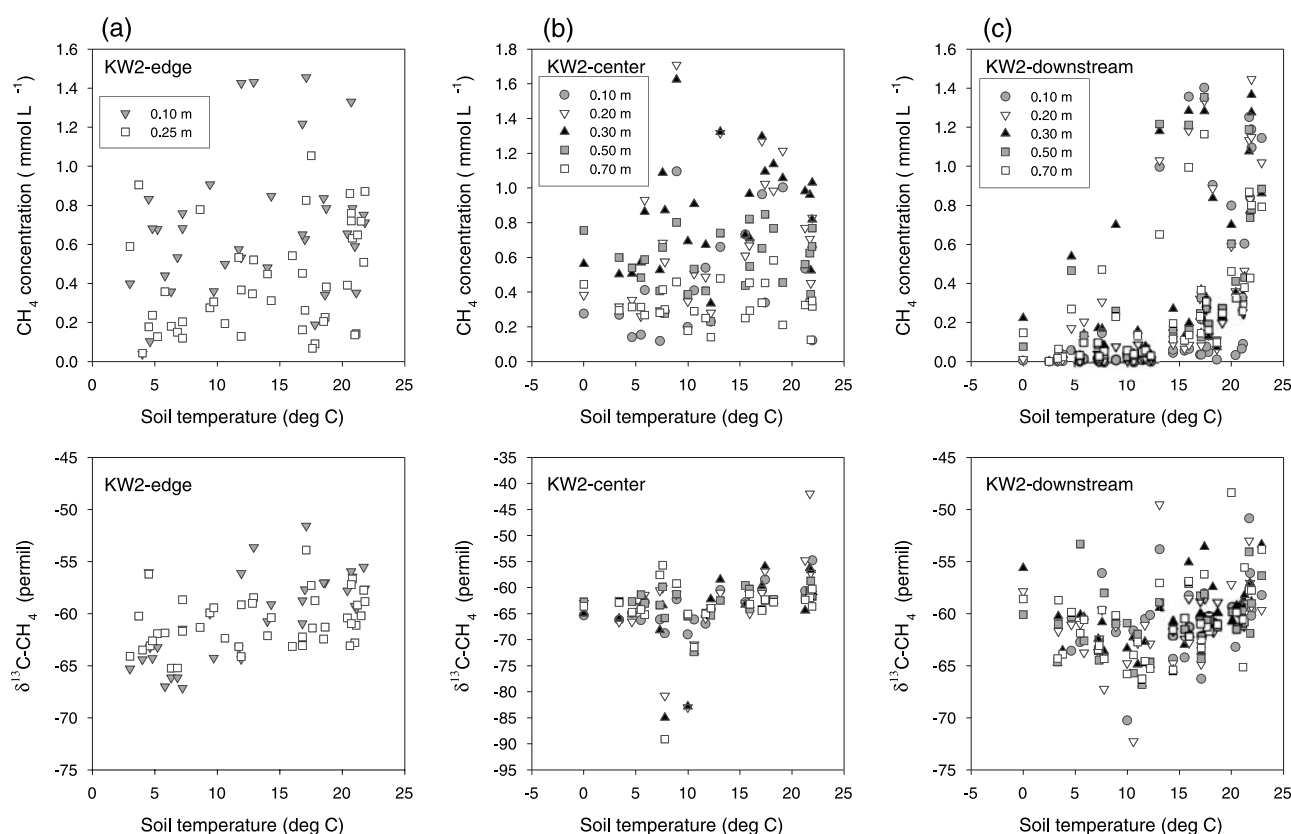 (a)
KW2-edge
0.10 m
0.25 m
CH4 concentration ( mmol L -1)
1.6
1.4
1.2
1.0
0.8
0.6
0.4
0.2
0.0
0 5 10 15 20 25
Soil temperature (deg C)
(b)
KW2-center
0.10 m
0.20 m
0.30 m
0.50 m
0.70 m
CH4 concentration ( mmol L -1)
1.8
1.6
1.4
1.2
1.0
0.8
0.6
0.4
0.2
0.0
-5 0 5 10 15 20 25
Soil temperature (deg C)
(c)
KW2-downstream
0.10 m
0.20 m
0.30 m
0.50 m
0.70 m
CH4 concentration ( mmol L -1)
1.6
1.4
1.2
1.0
0.8
0.6
0.4
0.2
0.0
-5 0 5 10 15 20 25
Soil temperature (deg C)
KW2-edge
δ13C-CH4 (permil)
-45
-50
-55
-60
-65
-70
-75
0 5 10 15 20 25
Soil temperature (deg C)
KW2-center
δ13C-CH4 (permil)
-35
-40
-45
-50
-55
-60
-65
-70
-75
-80
-85
-90
-95
-5 0 5 10 15 20 25
Soil temperature (deg C)
KW2-downstream
δ13C-CH4 (permil)
-45
-50
-55
-60
-65
-70
-75
-5 0 5 10 15 20 25
Soil temperature (deg C)